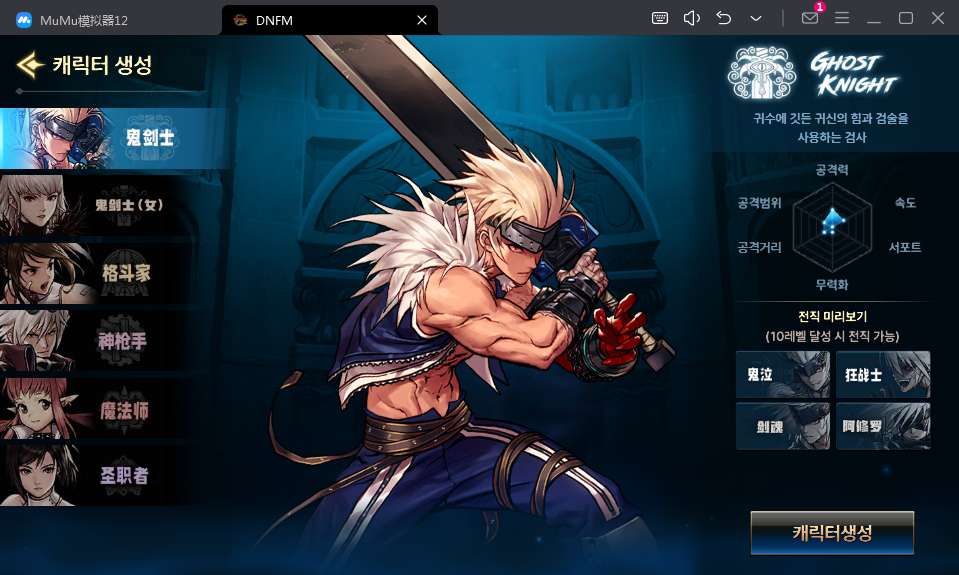 MuMu模拟器12
DNFM
1
캐릭터 생성
鬼剑士
鬼剑士(女)
格斗家
神枪手
魔法师
圣职者
GHOST
KNIGHT
귀수에 깃든 귀신의 힘과 검술을
사용하는 검사
공격력
공격범위
속도
공격거리
서포트
무력화
전직 미리보기
(10레벨 달성 시 전직 가능)
鬼泣
狂战士
剑魂
阿修罗
캐릭터생성